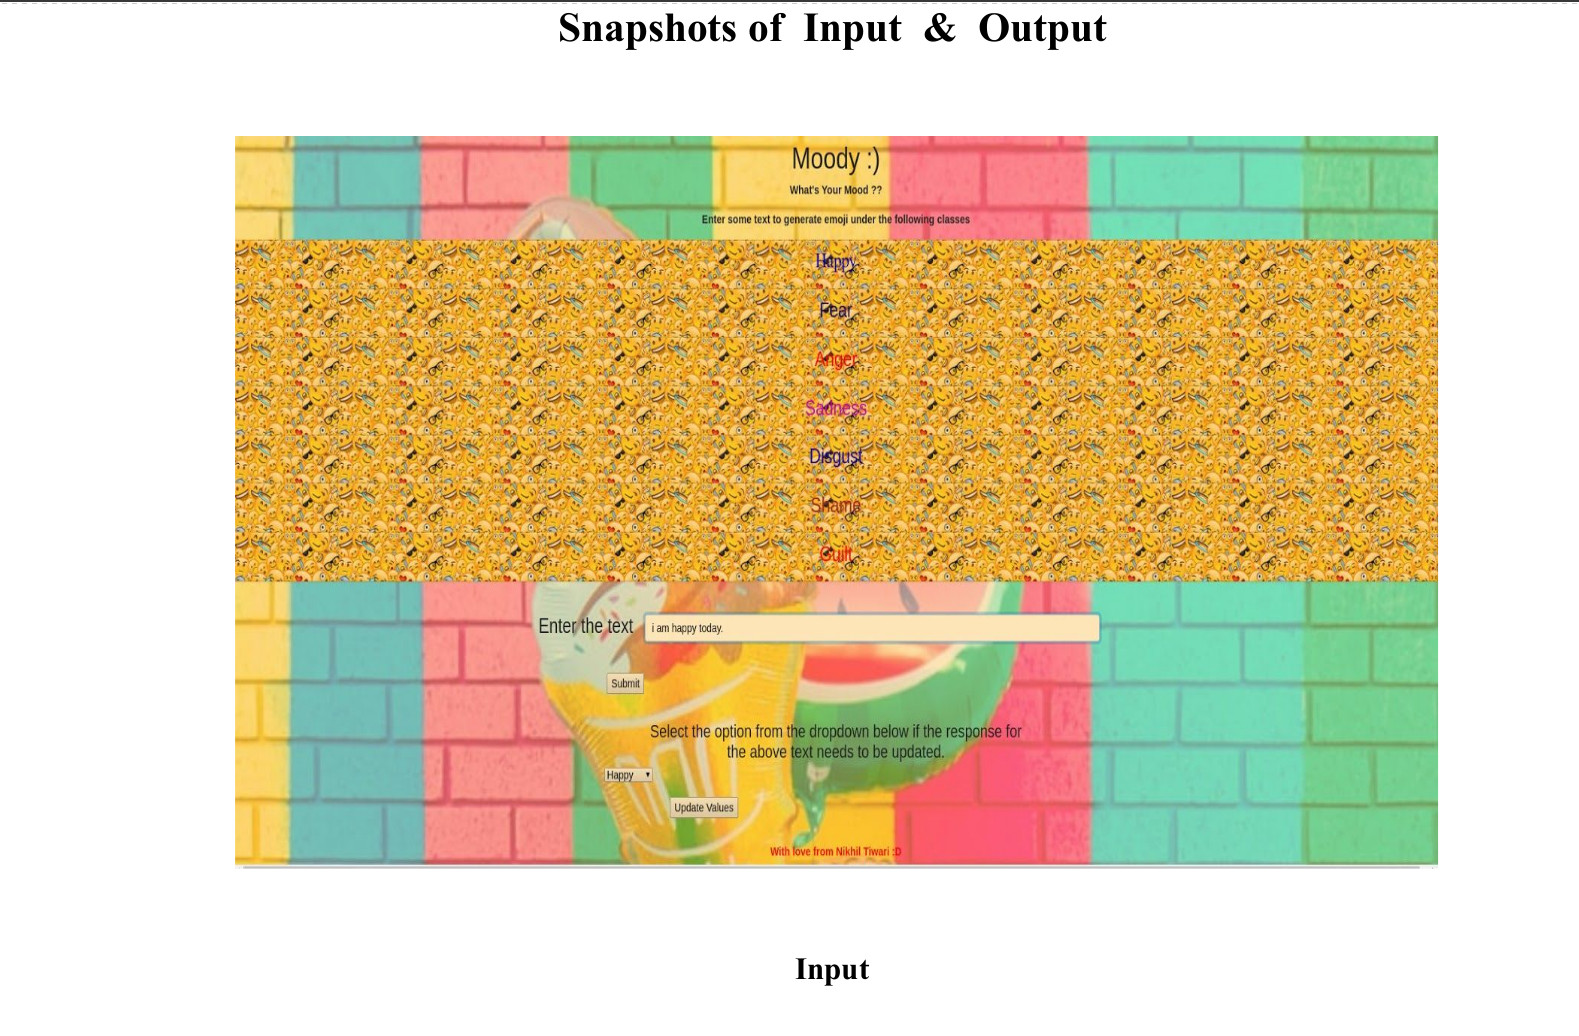 Snapshots of Input & Output
Moody :)
What's Your Mood ??
Enter some text to generate emoji under the following classes
Happy
Fear
Anger
Sadness
Disgust
Shame
Guilt
Enter the text i am happy today.
Submit
Select the option from the dropdown below if the response for
the above text needs to be updated.
Happy
Update Values
With love from Nikhil Tiwari :D
Input